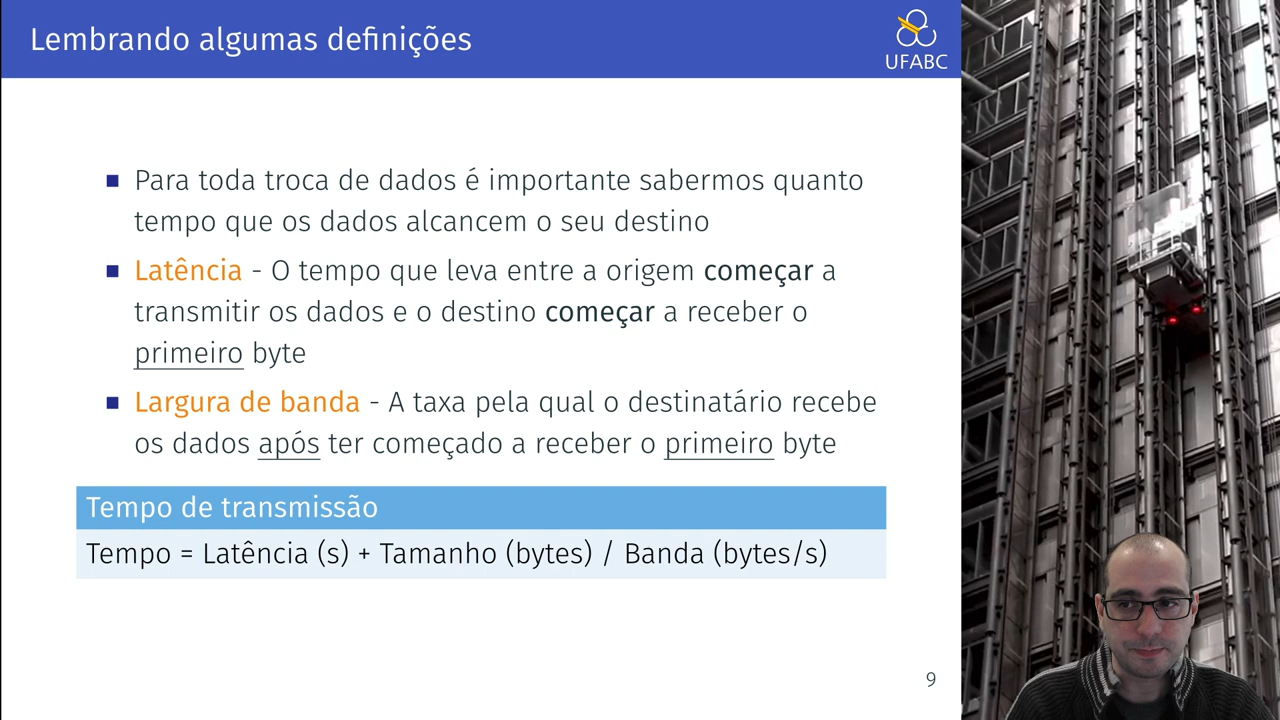 Lembrando algumas definições
UFABC
Para toda troca de dados é importante sabermos quanto
tempo que os dados alcancem o seu destino
Latência - O tempo que leva entre a origem começar a
transmitir os dados e o destino começar a receber o
primeiro byte
Largura de banda - A taxa pela qual o destinatário recebe
os dados após ter começado a receber o primeiro byte
Tempo de transmissão
Tempo = Latência (s) + Tamanho (bytes) / Banda (bytes/s)
9